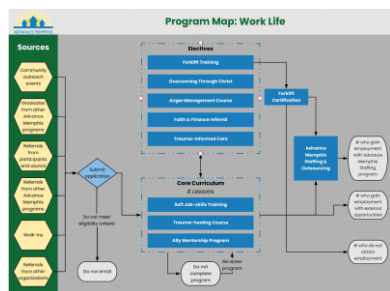 ADVANCE MEMPHIS
Program Map: Work Life
Sources
Community
outreach
events
Graduates
from other
Advance
Memphis
programs
Referrals
from
participants
and alumni
Referrals
from other
Advance
Memphis
programs
Walk-ins
Referrals
from other
organizations
Submit
application
Do not meet
eligibility criteria
Do not enroll
Electives
Forklift Training
Overcoming Through Christ
Anger Management Course
Faith & Finance referral
Trauma-Informed Care
Core Curriculum
8 Lessons
Soft Job-skills Training
Trauma-healing Course
Ally Mentorship Program
Do not
complete
program
Re-enter
program
Forklift
Certification
Advance
Memphis
Staffing &
Outsourcing
# who gain
employment with
Advance Memphis
Staffing program
# who gain
employment with
external opportunities
# who do not
obtain
employment